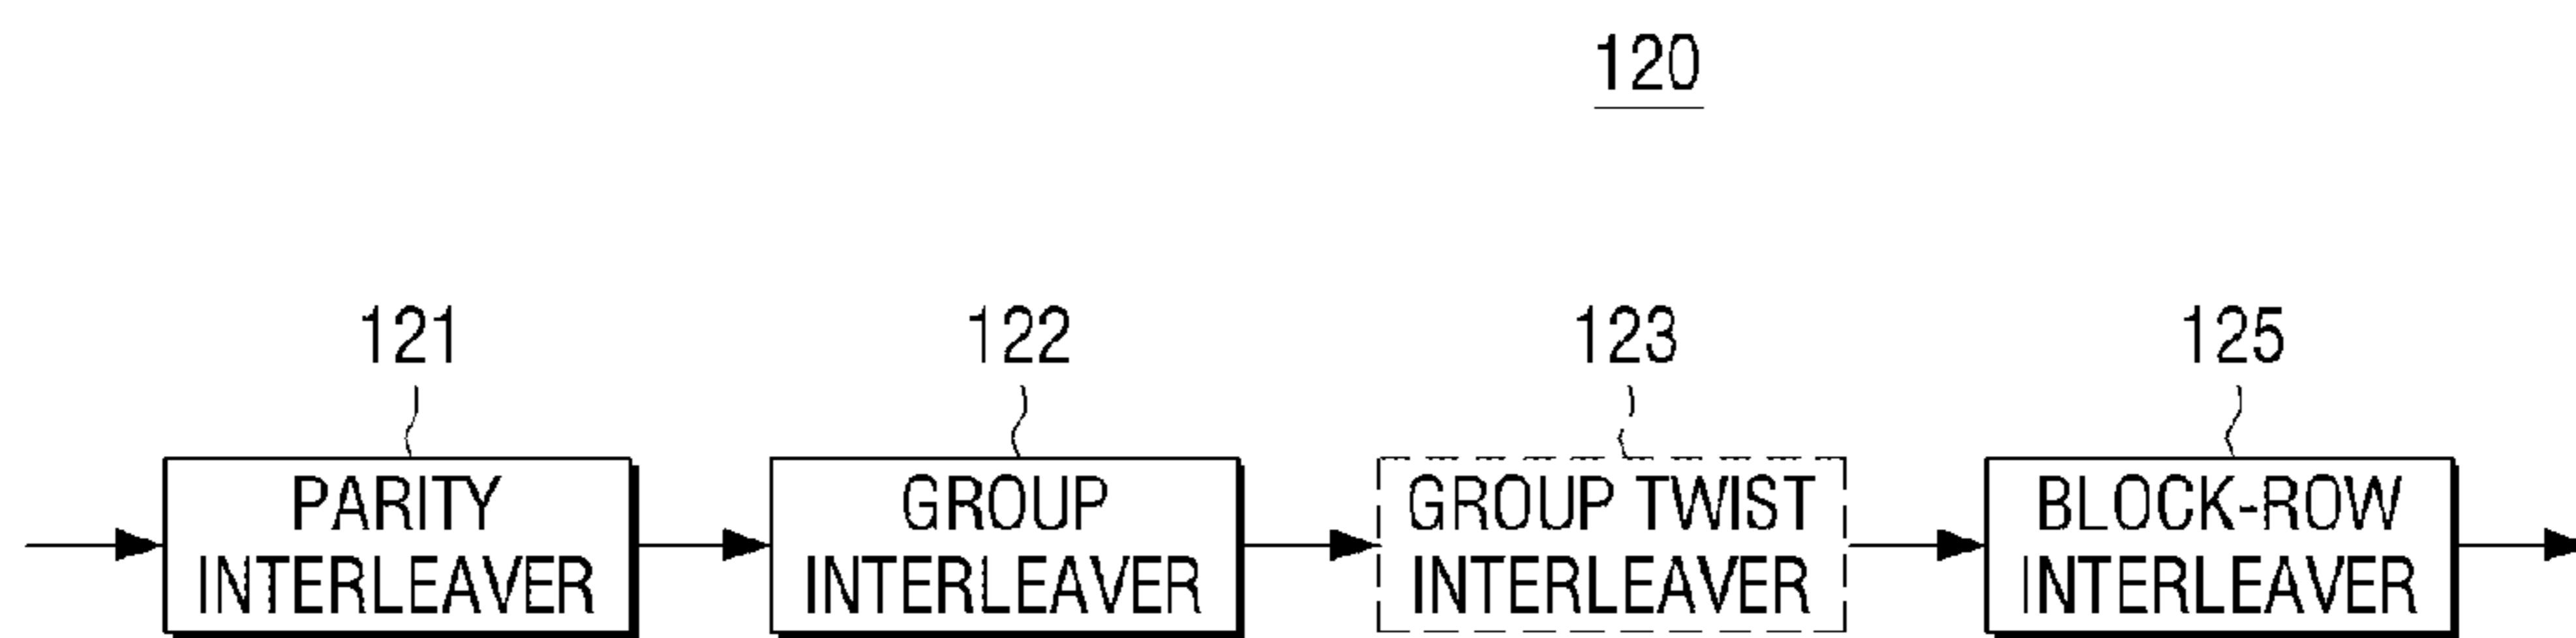 120
121
122
123
125
PARITY
INTERLEAVER
GROUP
INTERLEAVER
GROUP TWIST
INTERLEAVER
BLOCK-ROW
INTERLEAVER